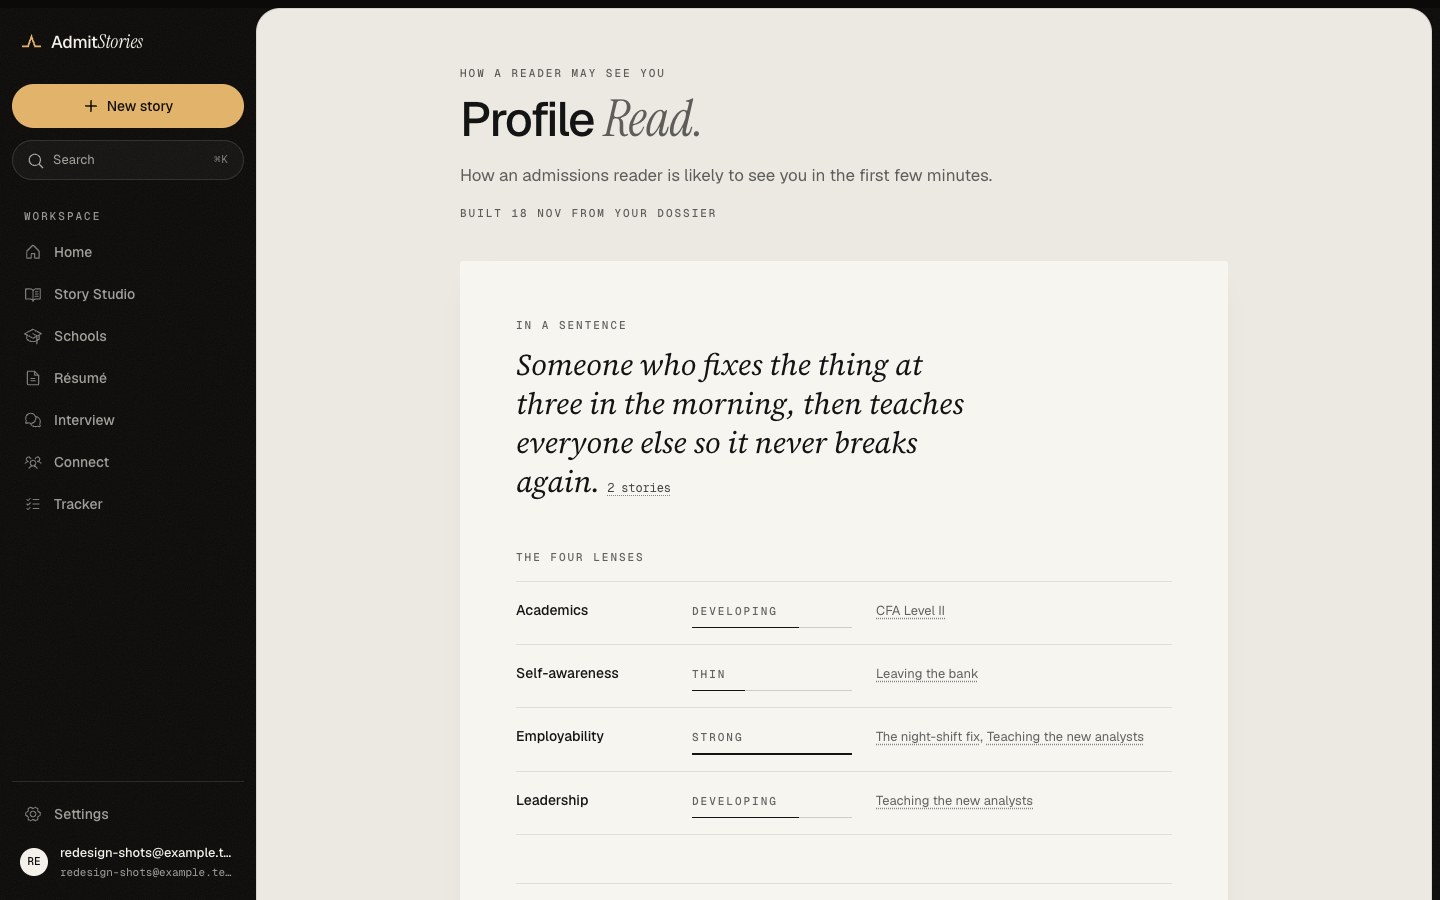 AdmitStories
New story
Search ⌘K
WORKSPACE
Home
Story Studio
Schools
Résumé
Interview
Connect
Tracker
Settings
RE
redesign-shots@example.t…
redesign-shots@example.te…
HOW A READER MAY SEE YOU
Profile Read.
How an admissions reader is likely to see you in the first few minutes.
BUILT 18 NOV FROM YOUR DOSSIER
IN A SENTENCE
Someone who fixes the thing at
three in the morning, then teaches
everyone else so it never breaks
again. 2 stories
THE FOUR LENSES
Academics DEVELOPING CFA Level II
Self-awareness THIN Leaving the bank
Employability STRONG The night-shift fix, Teaching the new analysts
Leadership DEVELOPING Teaching the new analysts